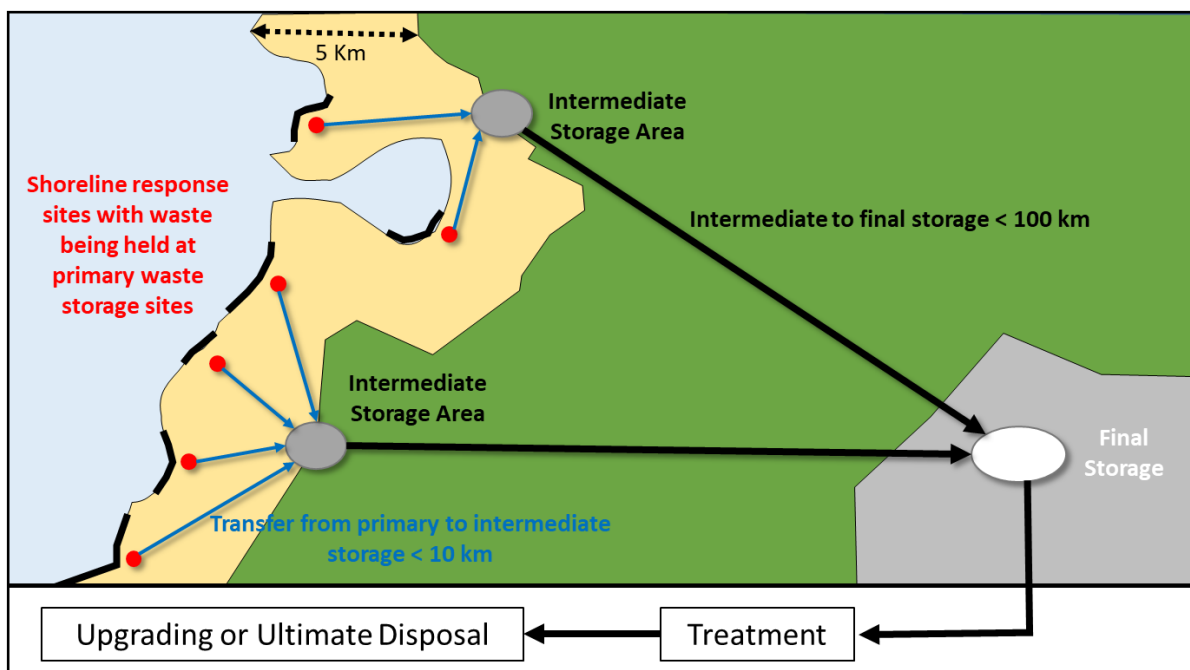 5 Km
Intermediate
Storage Area
Shoreline response
sites with waste
being held at
primary waste
storage sites
Intermediate to final storage < 100 km
Intermediate
Storage Area
Final
Storage
Transfer from primary to intermediate
storage < 10 km
Upgrading or Ultimate Disposal
Treatment